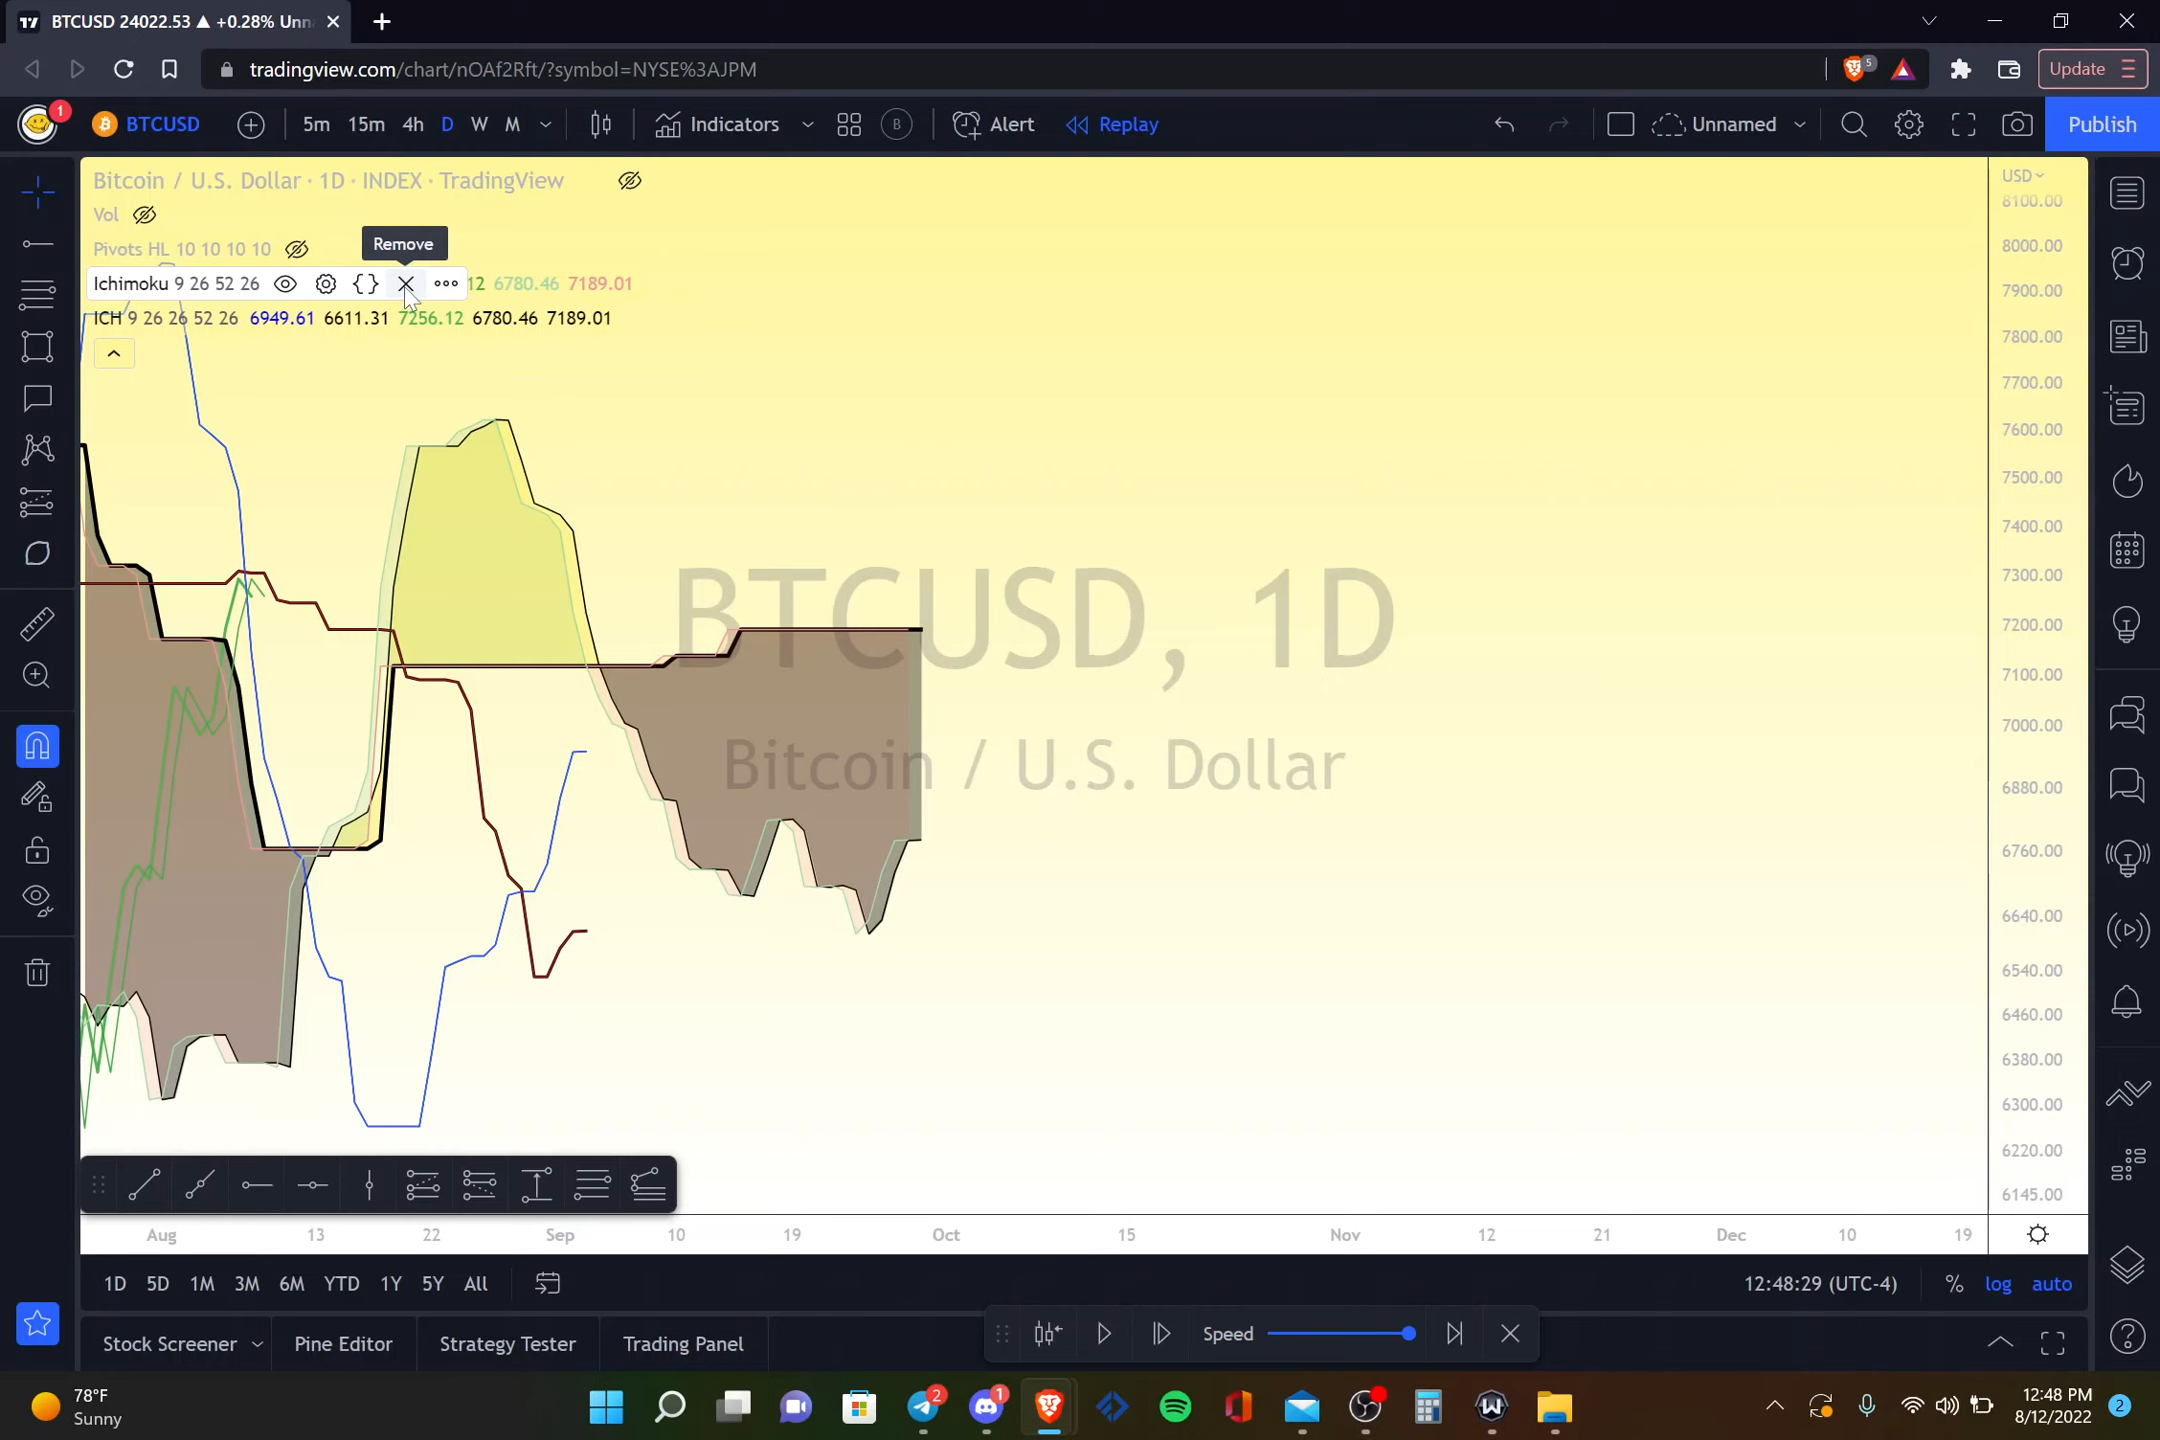 BTCUSD 24022.53 ▲ +0.28% Unn
tradingview.com/chart/nOAf2Rft/?symbol=NYSE%3AJPM
5
Update
1
BTCUSD
5m 15m 4h D W M
Indicators
B
Alert
Replay
Unnamed
Publish
Bitcoin / U.S. Dollar · 1D · INDEX · TradingView
USD
Vol
Pivots HL 10 10 10 10
Remove
Ichimoku 9 26 52 26
12 6780.46 7189.01
ICH 9 26 26 52 26 6949.61 6611.31 7256.12 6780.46 7189.01
BTCUSD, 1D
Bitcoin / U.S. Dollar
8100.00
8000.00
7900.00
7800.00
7700.00
7600.00
7500.00
7400.00
7300.00
7200.00
7100.00
7000.00
6880.00
6760.00
6640.00
6540.00
6460.00
6380.00
6300.00
6220.00
6145.00
Aug 13 22 Sep 10 19 Oct 15 Nov 12 21 Dec 10 19
1D 5D 1M 3M 6M YTD 1Y 5Y All
12:48:29 (UTC-4)
% log auto
Stock Screener
Pine Editor
Strategy Tester
Trading Panel
Speed
78°F
Sunny
2
1
12:48 PM
8/12/2022
2